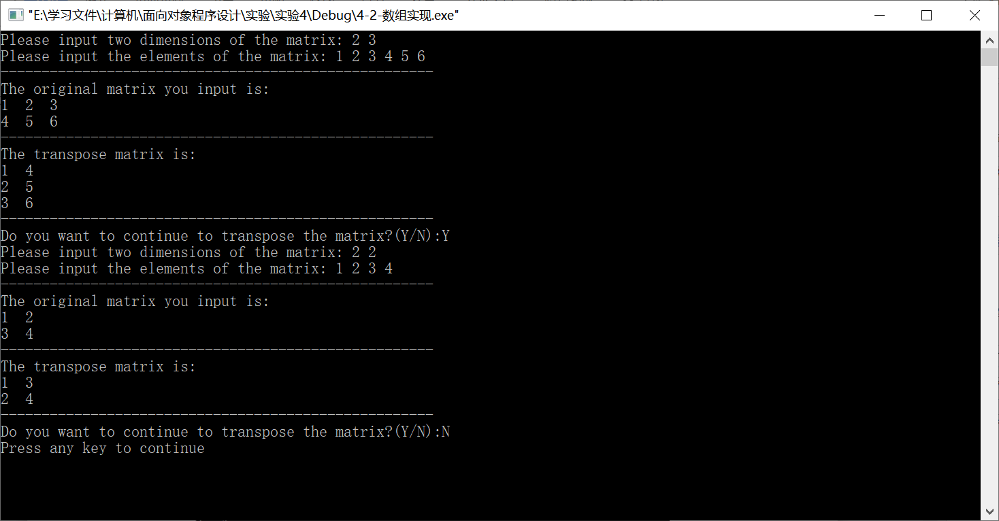 "E:\学习文件\计算机\面向对象程序设计\实验\实验4\Debug\4-2-数组实现.exe"
Please input two dimensions of the matrix: 2 3
Please input the elements of the matrix: 1 2 3 4 5 6
-----------------------------------------------------
The original matrix you input is:
1  2  3
4  5  6
-----------------------------------------------------
The transpose matrix is:
1  4
2  5
3  6
-----------------------------------------------------
Do you want to continue to transpose the matrix?(Y/N):Y
Please input two dimensions of the matrix: 2 2
Please input the elements of the matrix: 1 2 3 4
-----------------------------------------------------
The original matrix you input is:
1  2
3  4
-----------------------------------------------------
The transpose matrix is:
1  3
2  4
-----------------------------------------------------
Do you want to continue to transpose the matrix?(Y/N):N
Press any key to continue